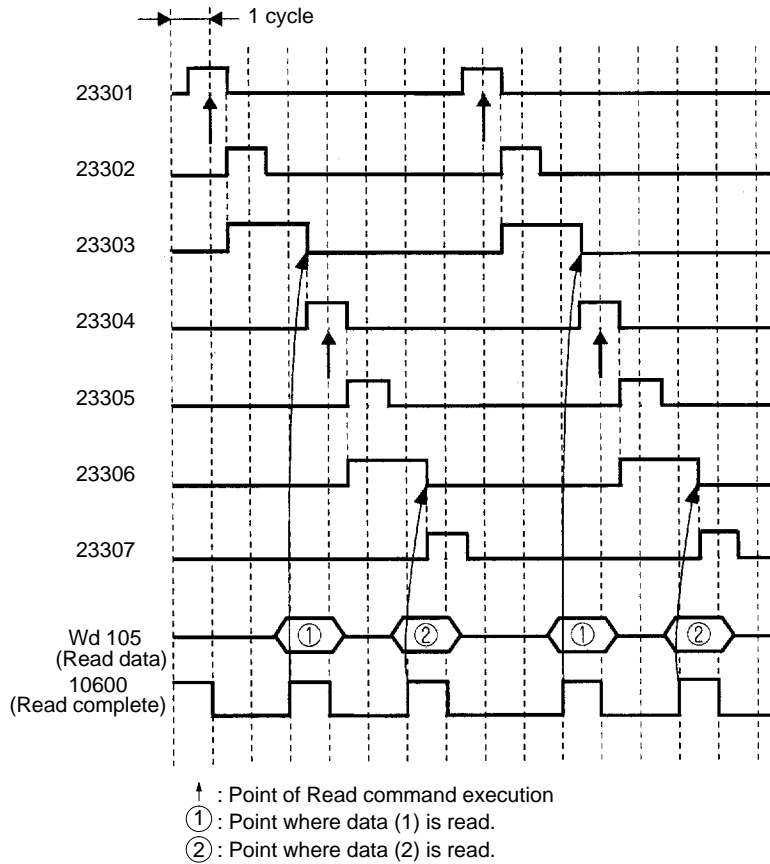 1 cycle
23301
23302
23303
23304
23305
23306
23307
Wd 105
(Read data)
① ② ① ②
10600
(Read complete)
: Point of Read command execution
① : Point where data (1) is read.
② : Point where data (2) is read.